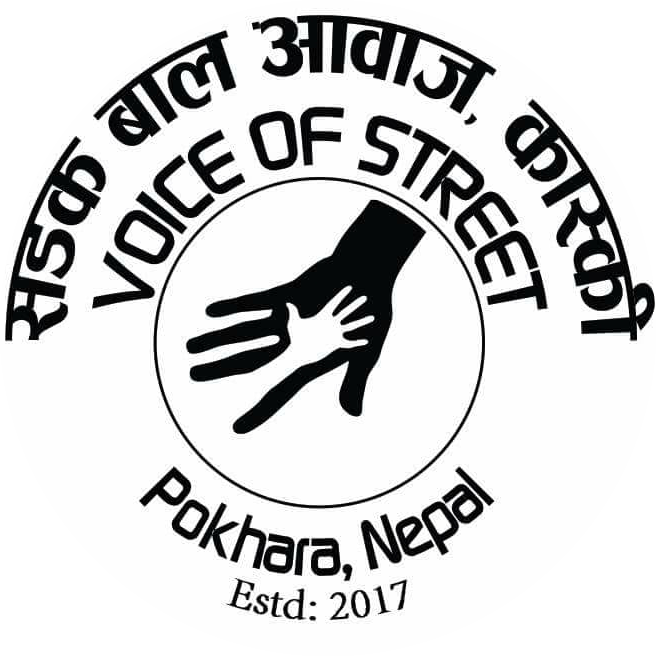 सडक बाल आवाज, कास्की
VOICE OF STREET
Pokhara, Nepal
Estd: 2017